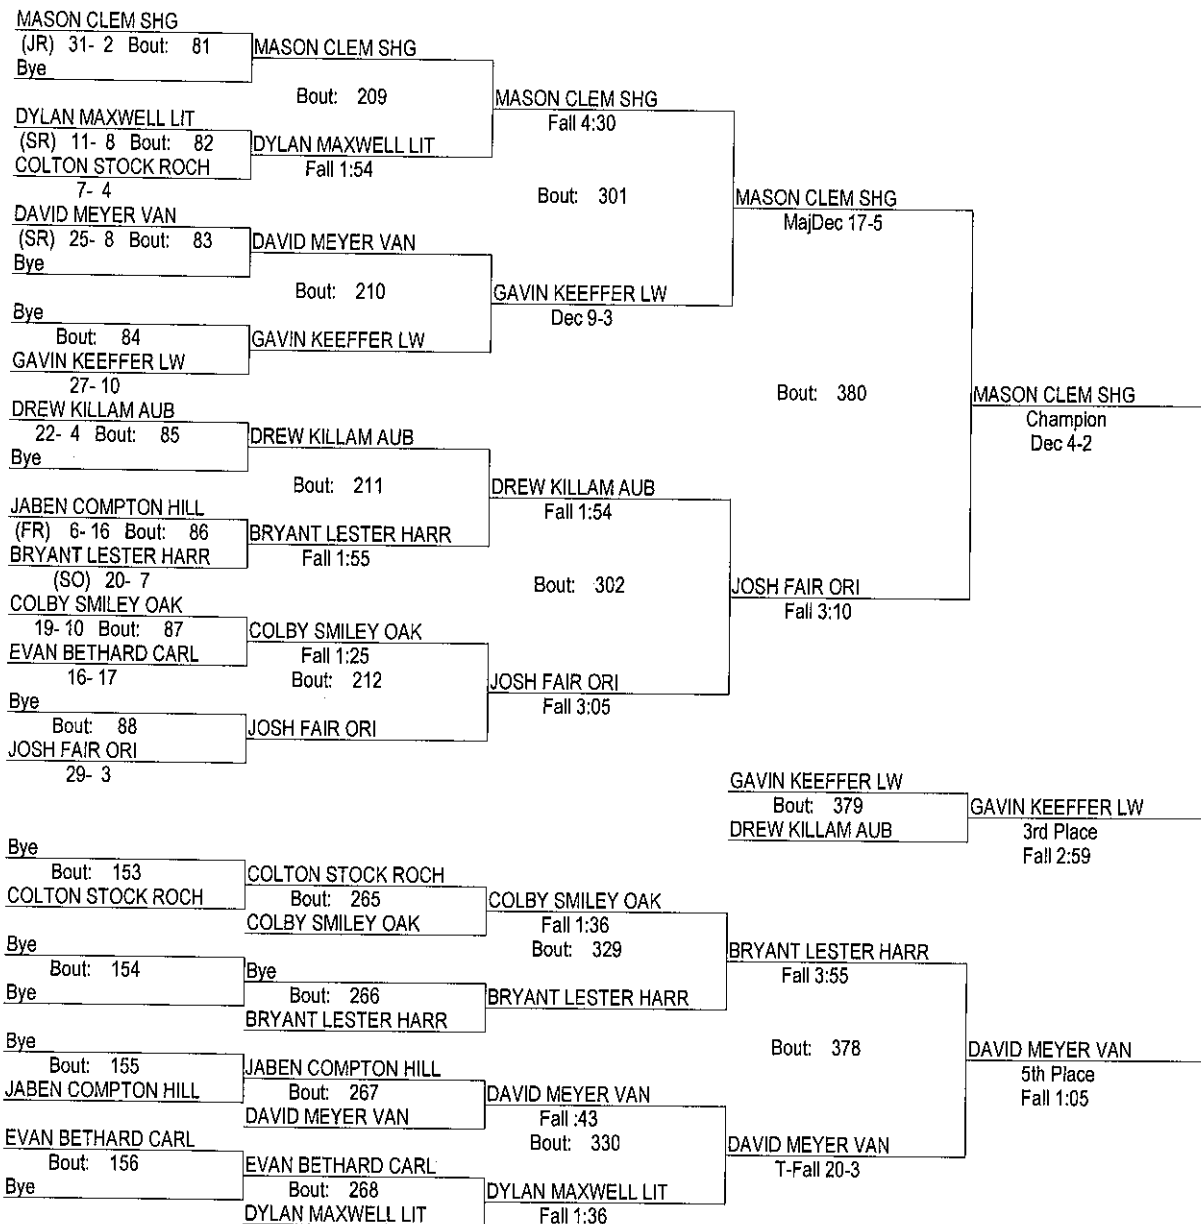 MASON CLEM SHG
(JR) 31- 2 Bout: 81
Bye
MASON CLEM SHG
Bout: 209
DYLAN MAXWELL LIT
(SR) 11- 8 Bout: 82
COLTON STOCK ROCH
7- 4
DYLAN MAXWELL LIT
Fall 1:54
MASON CLEM SHG
Fall 4:30
Bout: 301
DAVID MEYER VAN
(SR) 25- 8 Bout: 83
Bye
DAVID MEYER VAN
Bout: 210
Bye
Bout: 84
GAVIN KEEFFER LW
27- 10
GAVIN KEEFFER LW
GAVIN KEEFFER LW
Dec 9-3
MASON CLEM SHG
MajDec 17-5
Bout: 380
DREW KILLAM AUB
22- 4 Bout: 85
Bye
DREW KILLAM AUB
Bout: 211
JABEN COMPTON HILL
(FR) 6- 16 Bout: 86
BRYANT LESTER HARR
(SO) 20- 7
BRYANT LESTER HARR
Fall 1:55
DREW KILLAM AUB
Fall 1:54
Bout: 302
COLBY SMILEY OAK
19- 10 Bout: 87
EVAN BETHARD CARL
16- 17
COLBY SMILEY OAK
Fall 1:25
Bout: 212
Bye
Bout: 88
JOSH FAIR ORI
29- 3
JOSH FAIR ORI
JOSH FAIR ORI
Fall 3:05
JOSH FAIR ORI
Fall 3:10
MASON CLEM SHG
Champion
Dec 4-2
GAVIN KEEFFER LW
Bout: 379
DREW KILLAM AUB
GAVIN KEEFFER LW
3rd Place
Fall 2:59
Bye
Bout: 153
COLTON STOCK ROCH
COLTON STOCK ROCH
Bout: 265
COLBY SMILEY OAK
COLBY SMILEY OAK
Fall 1:36
Bout: 329
Bye
Bout: 154
Bye
Bye
Bout: 266
BRYANT LESTER HARR
BRYANT LESTER HARR
BRYANT LESTER HARR
Fall 3:55
Bout: 378
Bye
Bout: 155
JABEN COMPTON HILL
JABEN COMPTON HILL
Bout: 267
DAVID MEYER VAN
DAVID MEYER VAN
Fall :43
Bout: 330
EVAN BETHARD CARL
Bout: 156
Bye
EVAN BETHARD CARL
Bout: 268
DYLAN MAXWELL LIT
DYLAN MAXWELL LIT
Fall 1:36
DAVID MEYER VAN
T-Fall 20-3
DAVID MEYER VAN
5th Place
Fall 1:05